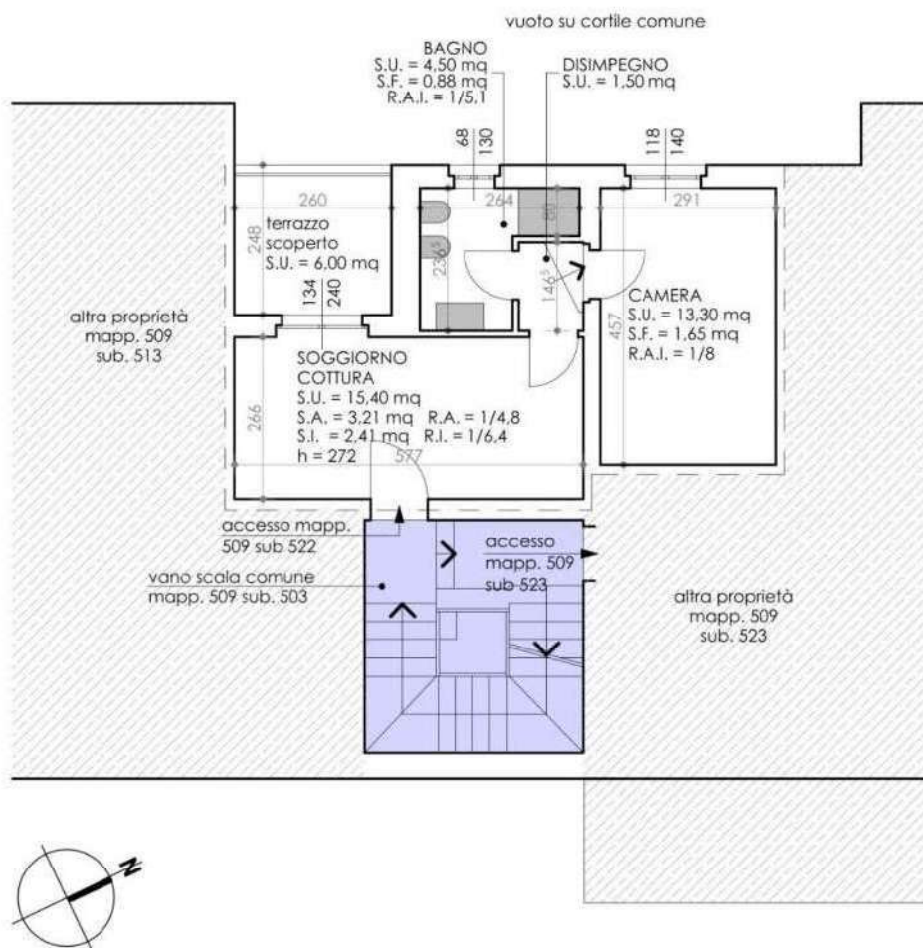 vuoto su cortile comune
BAGNO
S.U. = 4,50 mq
S.F. = 0,88 mq
R.A.I. = 1/5,1
DISIMPEGNO
S.U. = 1,50 mq
68
130
118
140
260
264
80
291
248
terrazzo
scoperto
S.U. = 6,00 mq
236⁵
146⁵
134
240
CAMERA
S.U. = 13,30 mq
S.F. = 1,65 mq
R.A.I. = 1/8
457
altra proprietà
mapp. 509
sub. 513
SOGGIORNO
COTTURA
S.U. = 15,40 mq
S.A. = 3,21 mq R.A. = 1/4,8
S.I. = 2,41 mq R.I. = 1/6,4
h = 272
577
266
accesso mapp.
509 sub 522
accesso
mapp. 509
sub 523
vano scala comune
mapp. 509 sub. 503
altra proprietà
mapp. 509
sub. 523
N